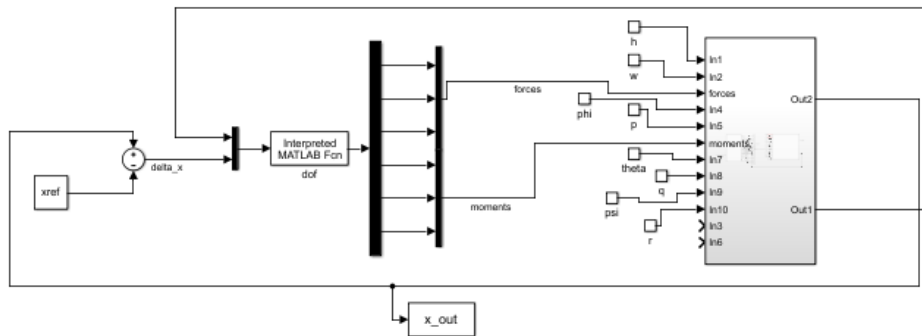 h
w
phi
p
theta
q
psi
r
In1
In2
forces
In4
In5
moments
In7
In8
In9
In10
In3
In6
Out2
Out1
forces
moments
Interpreted
MATLAB Fcn
dof
+
−
delta_x
xref
x_out